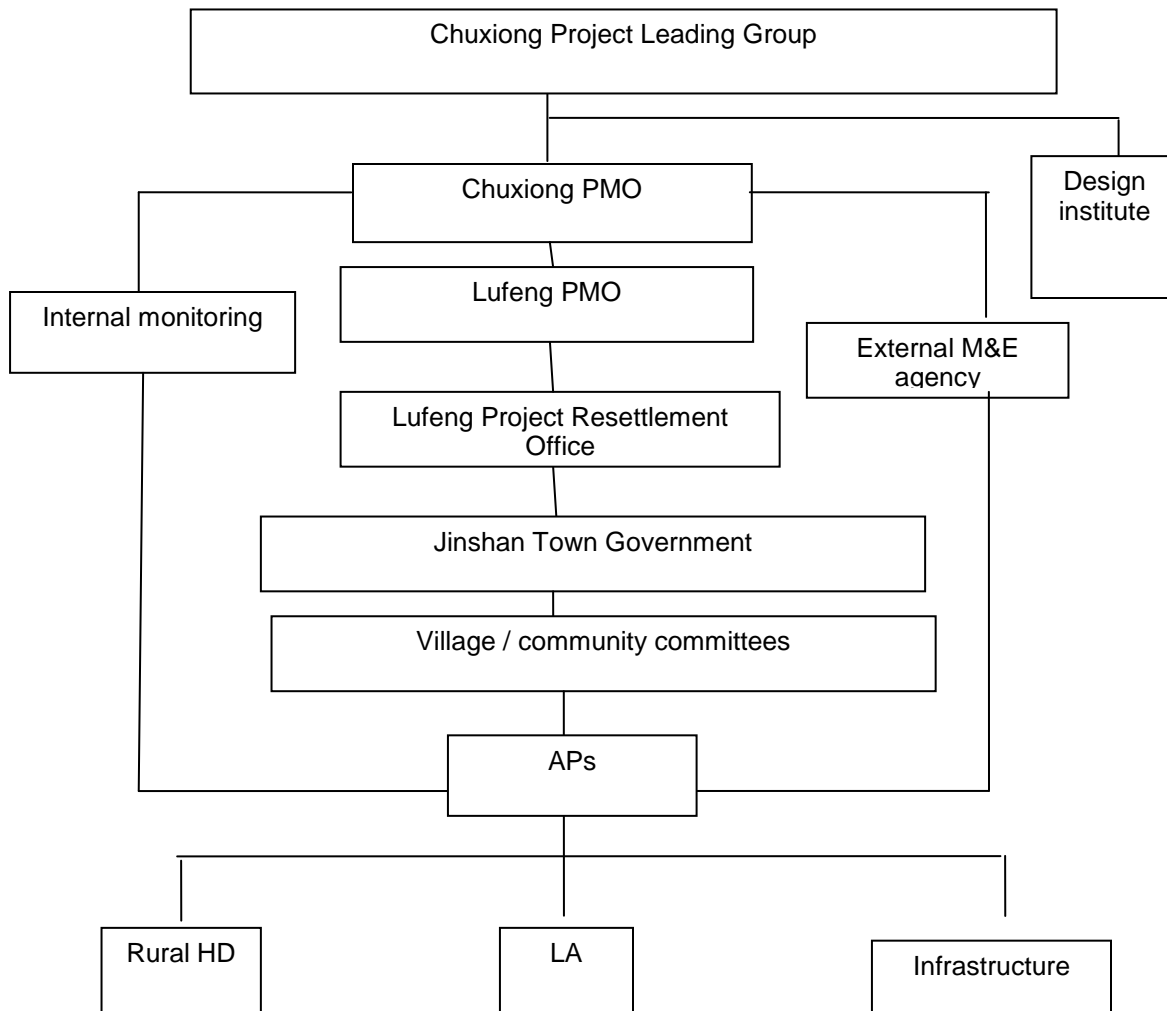 Chuxiong Project Leading Group
Chuxiong PMO
Design
institute
Lufeng PMO
Internal monitoring
External M&E
agency
Lufeng Project Resettlement
Office
Jinshan Town Government
Village / community committees
APs
Rural HD
LA
Infrastructure